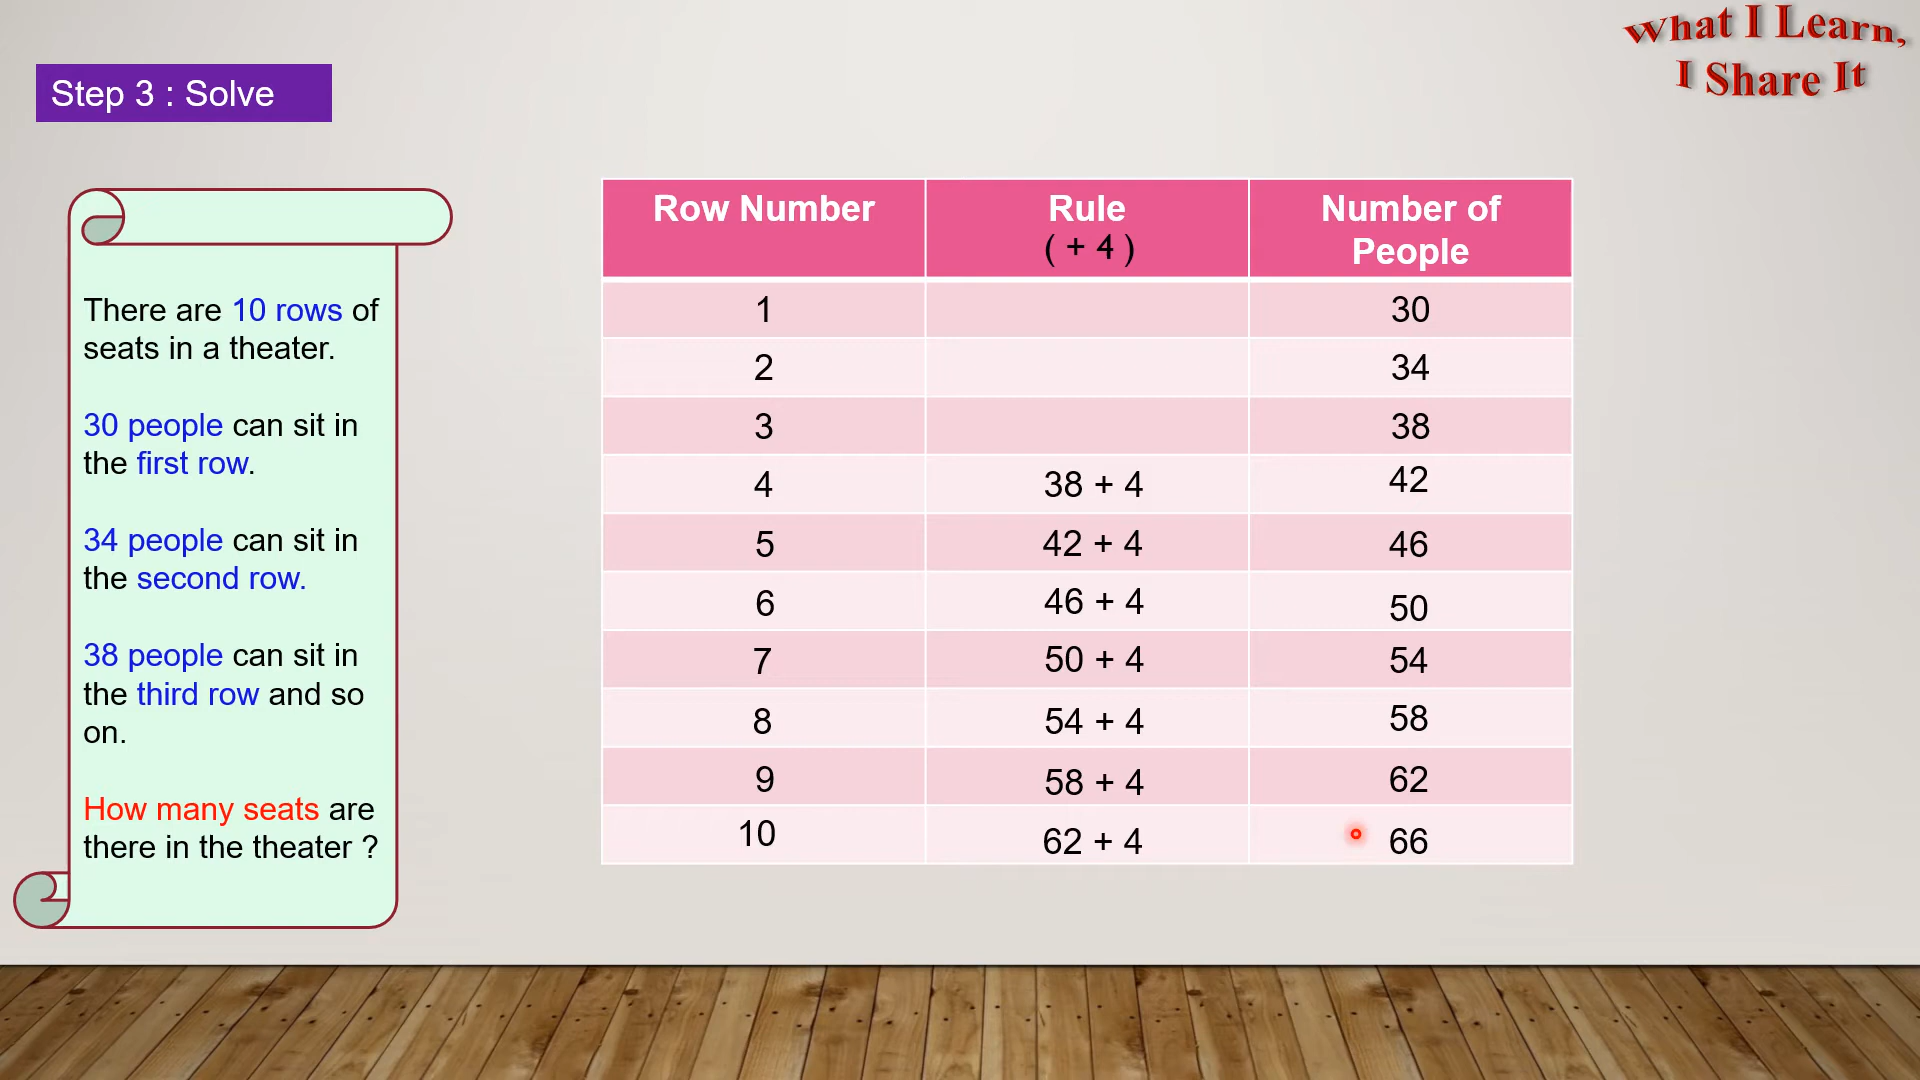 What I Learn,
I Share It
Step 3 : Solve
There are 10 rows of
seats in a theater.
30 people can sit in
the first row.
34 people can sit in
the second row.
38 people can sit in
the third row and so
on.
How many seats are
there in the theater ?
Row Number Rule Number of
( + 4 ) People
1 30
2 34
3 38
4 38 + 4 42
5 42 + 4 46
6 46 + 4 50
7 50 + 4 54
8 54 + 4 58
9 58 + 4 62
10 62 + 4 66